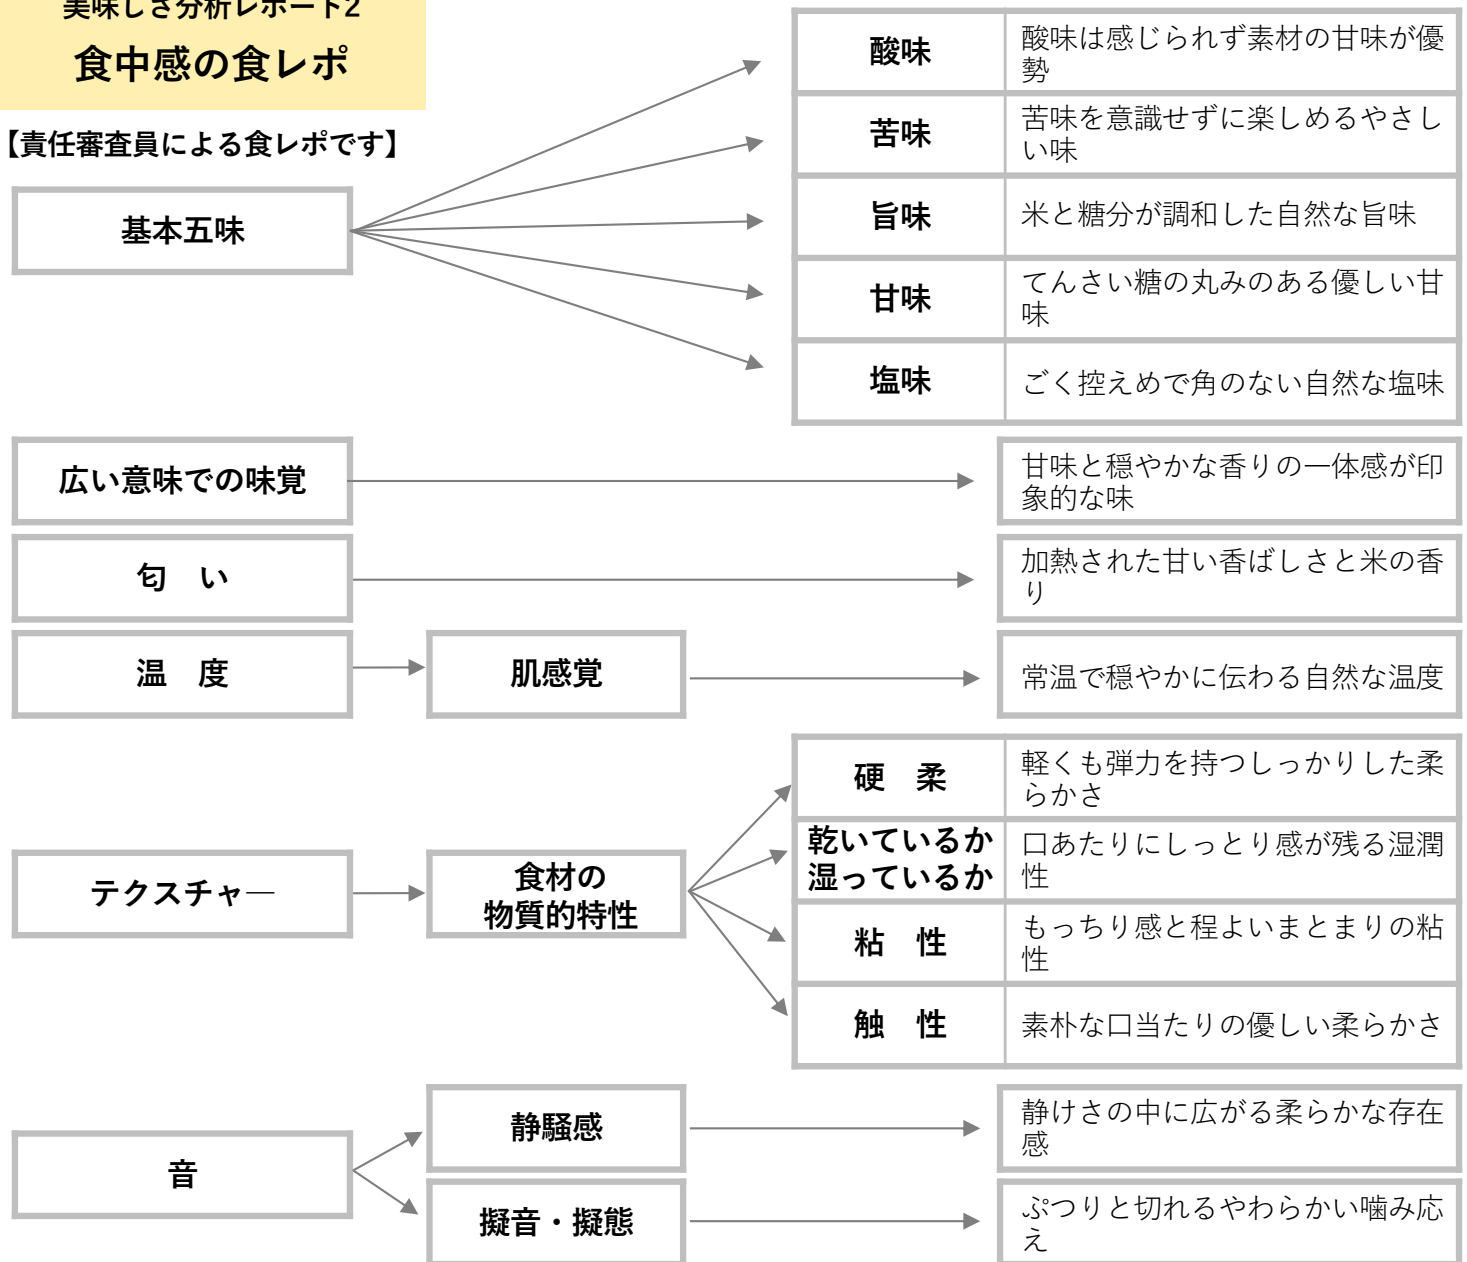 美味しさ分析レポート2
食中感の食レポ
【責任審査員による食レポです】
基本五味
酸味
酸味は感じられず素材の甘味が優
勢
苦味
苦味を意識せずに楽しめるやさし
い味
旨味
米と糖分が調和した自然な旨味
甘味
てんさい糖の丸みのある優しい甘
味
塩味
ごく控えめで角のない自然な塩味
広い意味での味覚
甘味と穏やかな香りの一体感が印
象的な味
匂　い
加熱された甘い香ばしさと米の香
り
温　度
肌感覚
常温で穏やかに伝わる自然な温度
テクスチャ―
食材の
物質的特性
硬　柔
軽くも弾力を持つしっかりした柔
らかさ
乾いているか
湿っているか
口あたりにしっとり感が残る湿潤
性
粘　性
もっちり感と程よいまとまりの粘
性
触　性
素朴な口当たりの優しい柔らかさ
音
静騒感
静けさの中に広がる柔らかな存在
感
擬音・擬態
ぷつりと切れるやわらかい噛み応
え